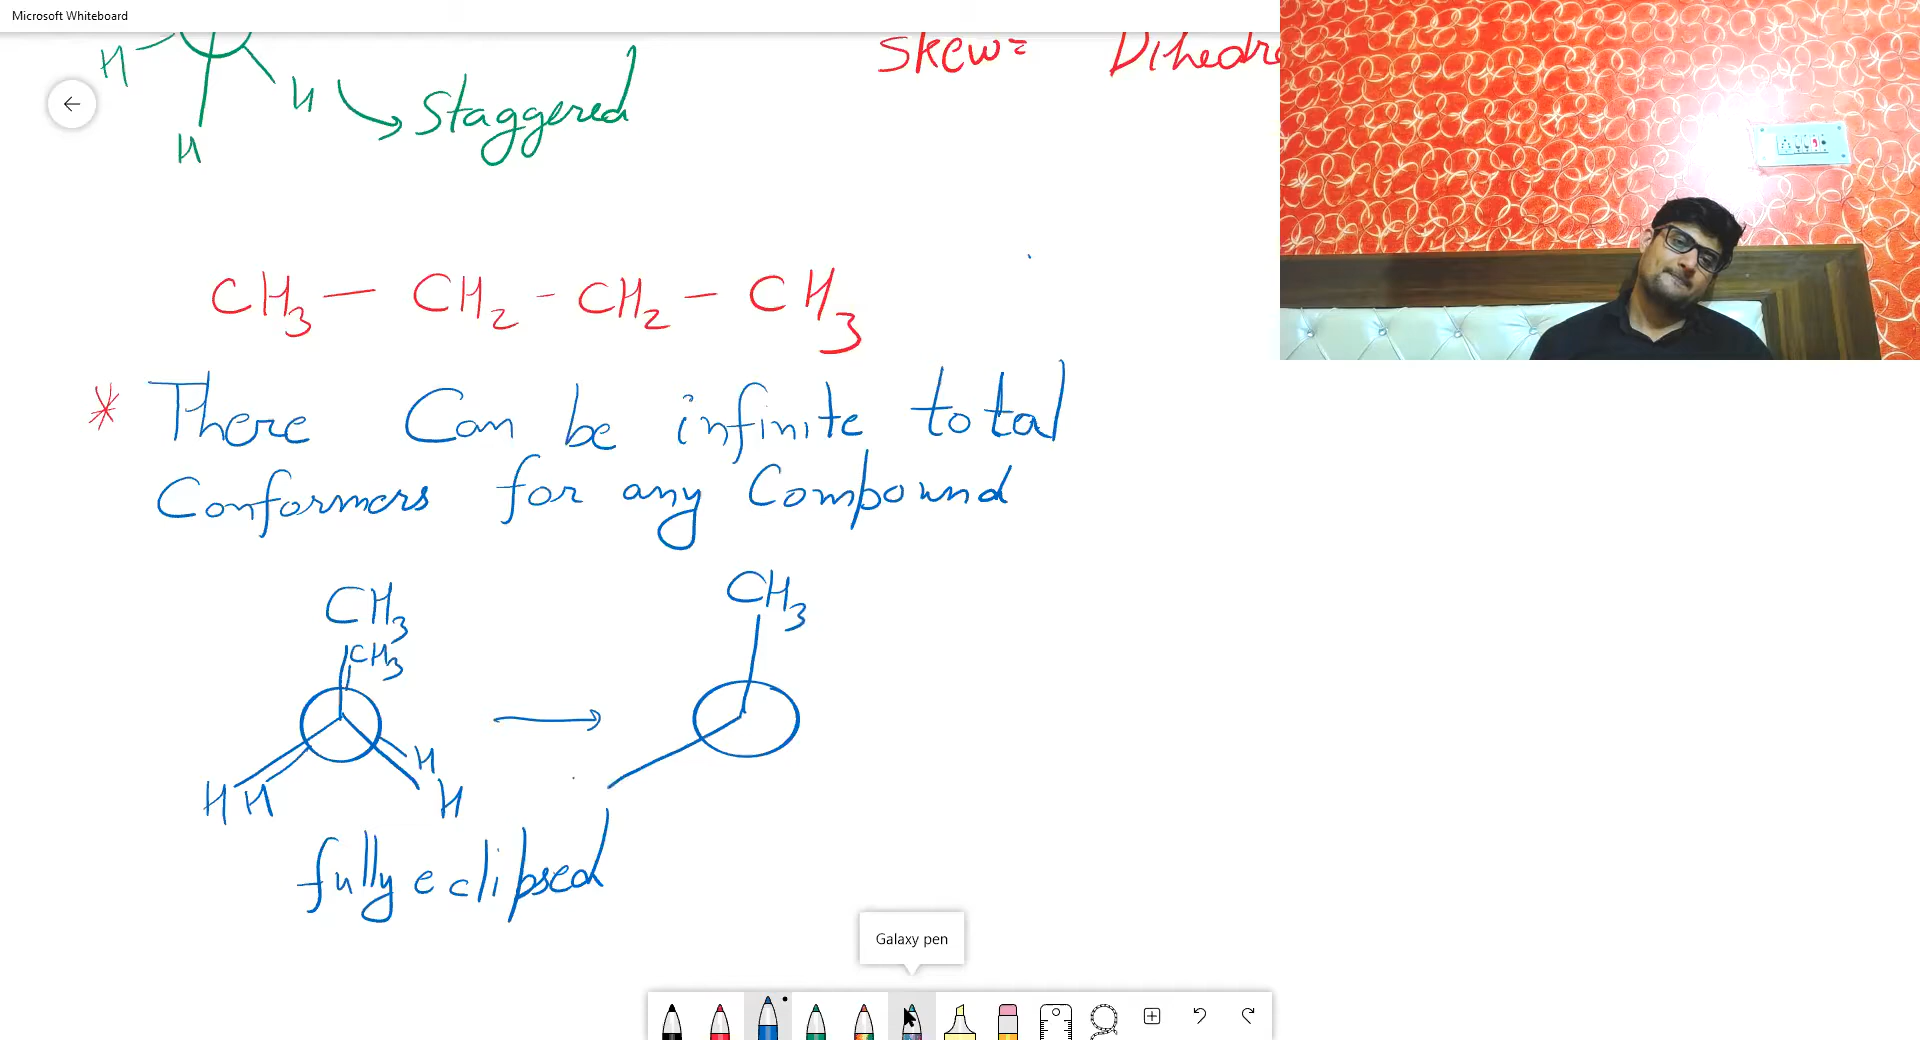 Microsoft Whiteboard
H
H
H
Staggered
Skew =
Dihedr
CH3 — CH2 - CH2 — CH3
* There Can be infinite total
Conformers for any Compound
CH3
CH3
CH3
H
H H
H
fully eclipsed
Galaxy pen